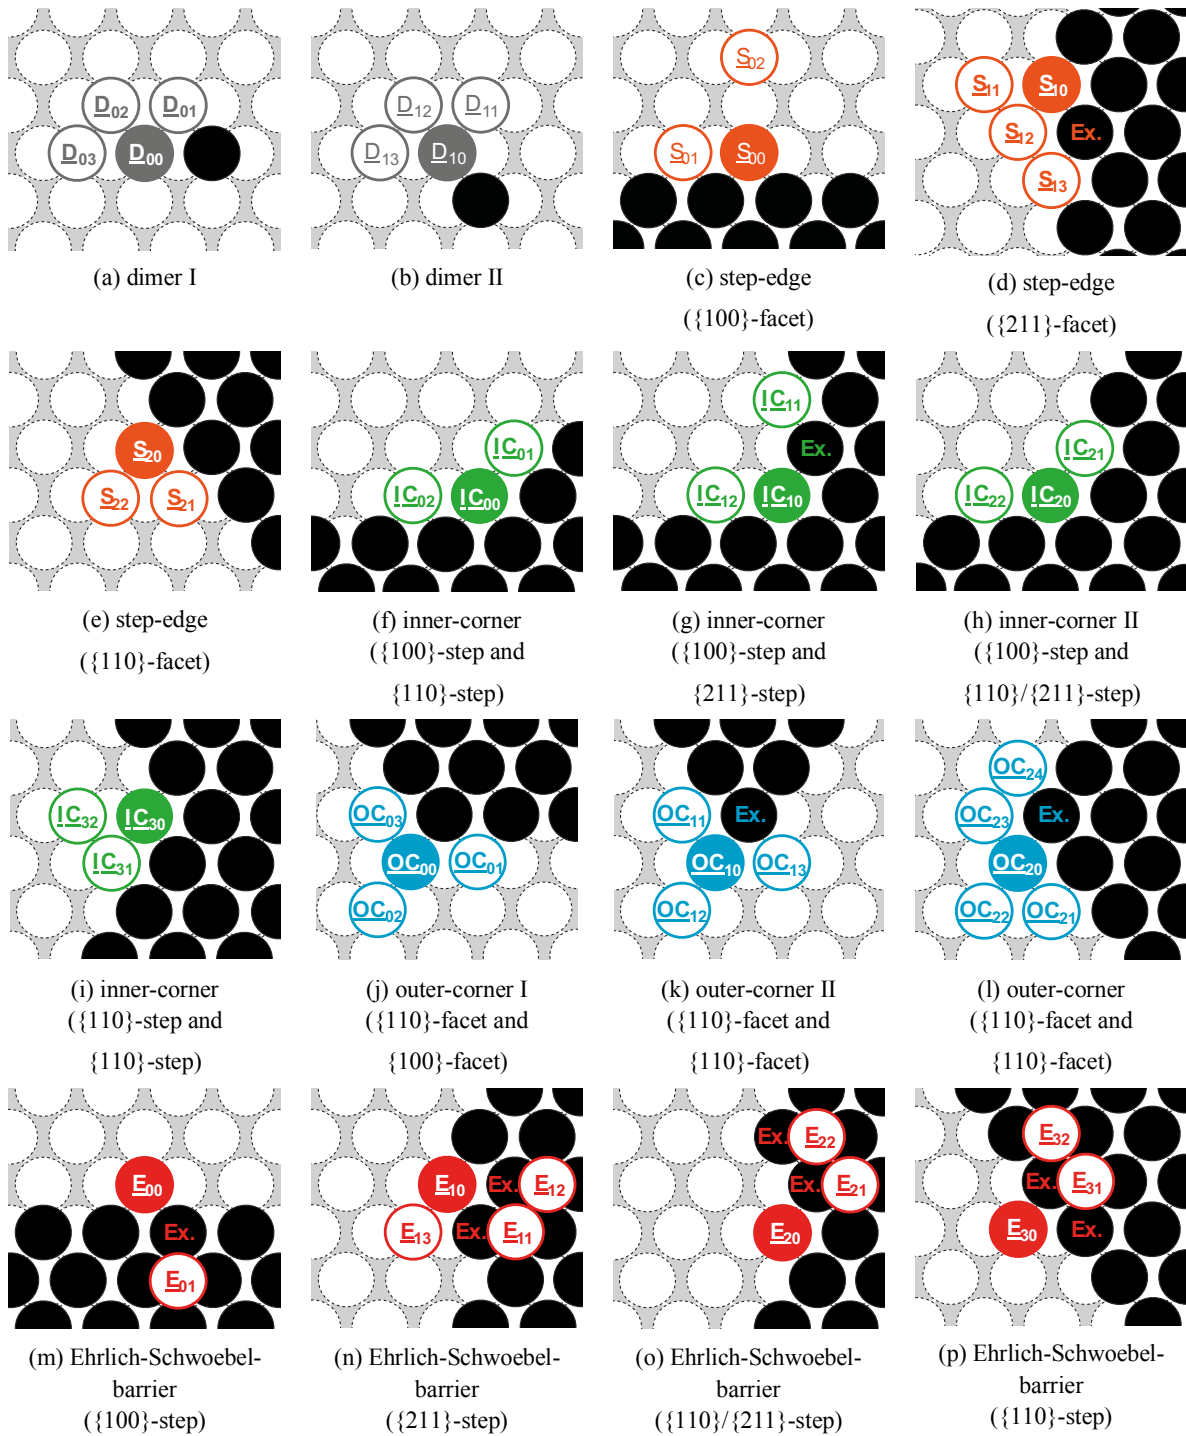 D02 D01
D03 D00
(a) dimer I
D12 D11
D13 D10
(b) dimer II
S02
S01 S00
(c) step-edge
({100}-facet)
S11 S10
S12 Ex.
S13
(d) step-edge
({211}-facet)
S20
S22 S21
(e) step-edge
({110}-facet)
IC01
IC02 IC00
(f) inner-corner
({100}-step and
{110}-step)
IC11
Ex.
IC12 IC10
(g) inner-corner
({100}-step and
{211}-step)
IC21
IC22 IC20
(h) inner-corner II
({100}-step and
{110}/{211}-step)
IC32 IC30
IC31
(i) inner-corner
({110}-step and
{110}-step)
OC03
OC00 OC01
OC02
(j) outer-corner I
({110}-facet and
{100}-facet)
OC11 Ex.
OC10 OC13
OC12
(k) outer-corner II
({110}-facet and
{110}-facet)
OC24
OC23 Ex.
OC20
OC22 OC21
(l) outer-corner
({110}-facet and
{110}-facet)
E00
Ex.
E01
(m) Ehrlich-Schwoebel-
barrier
({100}-step)
E10 Ex. E12
E13 Ex. E11
(n) Ehrlich-Schwoebel-
barrier
({211}-step)
Ex. E22
Ex. E21
E20
(o) Ehrlich-Schwoebel-
barrier
({110}/{211}-step)
E32
Ex. E31
E30 Ex.
(p) Ehrlich-Schwoebel-
barrier
({110}-step)